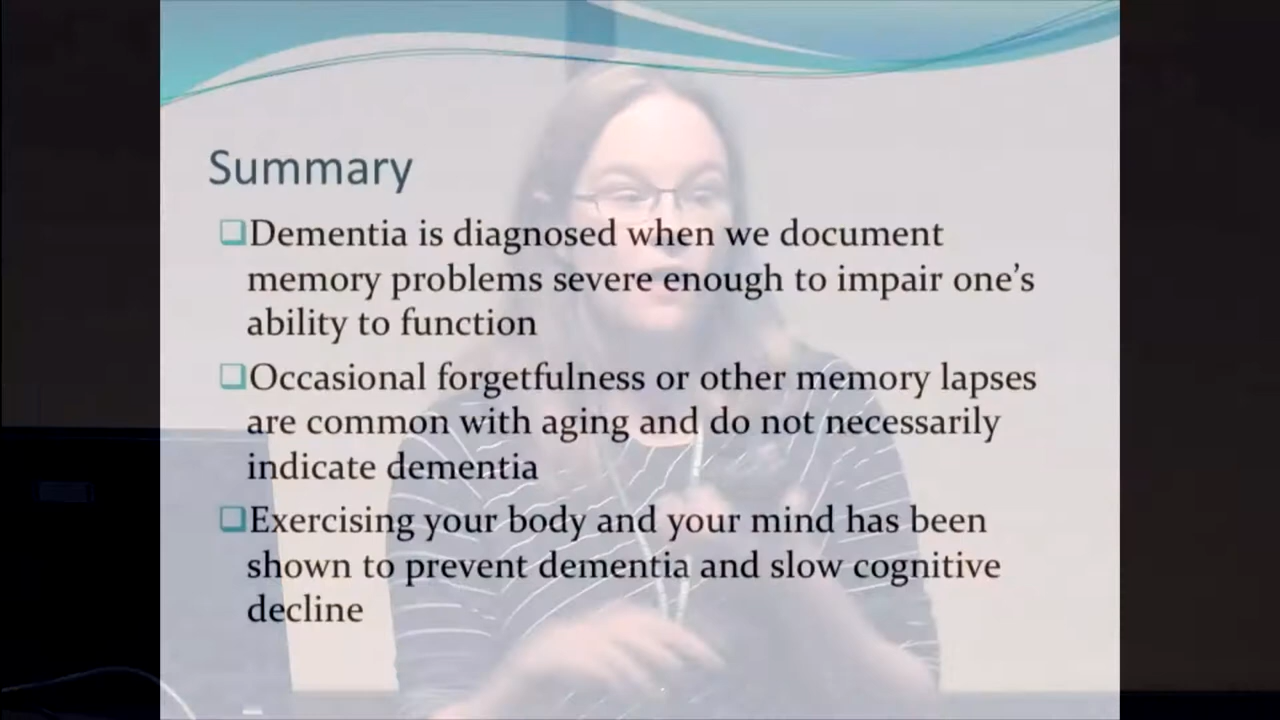 Summary
Dementia is diagnosed when we document
memory problems severe enough to impair one’s
ability to function
Occasional forgetfulness or other memory lapses
are common with aging and do not necessarily
indicate dementia
Exercising your body and your mind has been
shown to prevent dementia and slow cognitive
decline